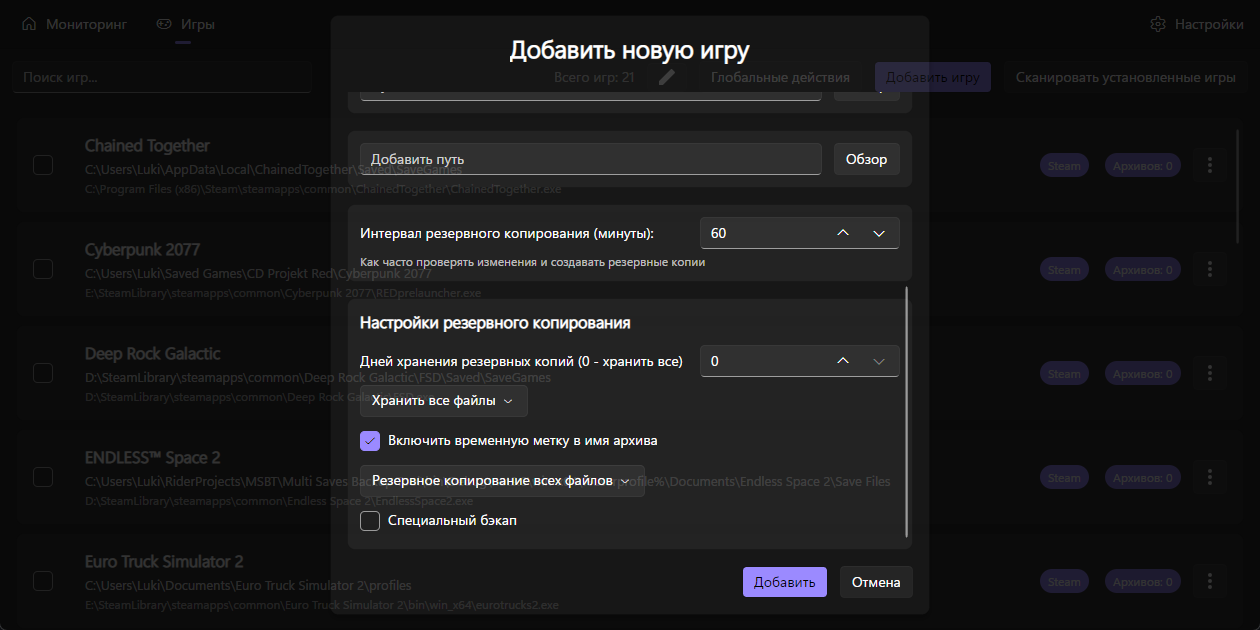 Мониторинг
Игры
Настройки
Добавить новую игру
Поиск игр...
Всего игр: 21
Глобальные действия
Добавить игру
Сканировать установленные игры
Chained Together
C:\Users\Luki\AppData\Local\ChainedTogether\Saved\SaveGames
C:\Program Files (x86)\Steam\steamapps\common\ChainedTogether\ChainedTogether.exe
Steam
Архивов: 0
Добавить путь
Обзор
Интервал резервного копирования (минуты):
60
Как часто проверять изменения и создавать резервные копии
Cyberpunk 2077
C:\Users\Luki\Saved Games\CD Projekt Red\Cyberpunk 2077
E:\SteamLibrary\steamapps\common\Cyberpunk 2077\REDprelauncher.exe
Steam
Архивов: 0
Настройки резервного копирования
Дней хранения резервных копий (0 - хранить все)
0
Хранить все файлы
Deep Rock Galactic
D:\SteamLibrary\steamapps\common\Deep Rock Galactic\FSD\Saved\SaveGames
D:\SteamLibrary\steamapps\common\Deep Rock
Steam
Архивов: 0
Включить временную метку в имя архива
Резервное копирование всех файлов
Специальный бэкап
ENDLESS™ Space 2
C:\Users\Luki\RiderProjects\MSBT\Multi Saves
\Documents\Endless Space 2\Save Files
D:\SteamLibrary\steamapps\common\Endless Space 2\EndlessSpace2.exe
Steam
Архивов: 0
Euro Truck Simulator 2
C:\Users\Luki\Documents\Euro Truck Simulator 2\profiles
E:\SteamLibrary\steamapps\common\Euro Truck Simulator 2\bin\win_x64\eurotrucks2.exe
Steam
Архивов: 0
Добавить
Отмена